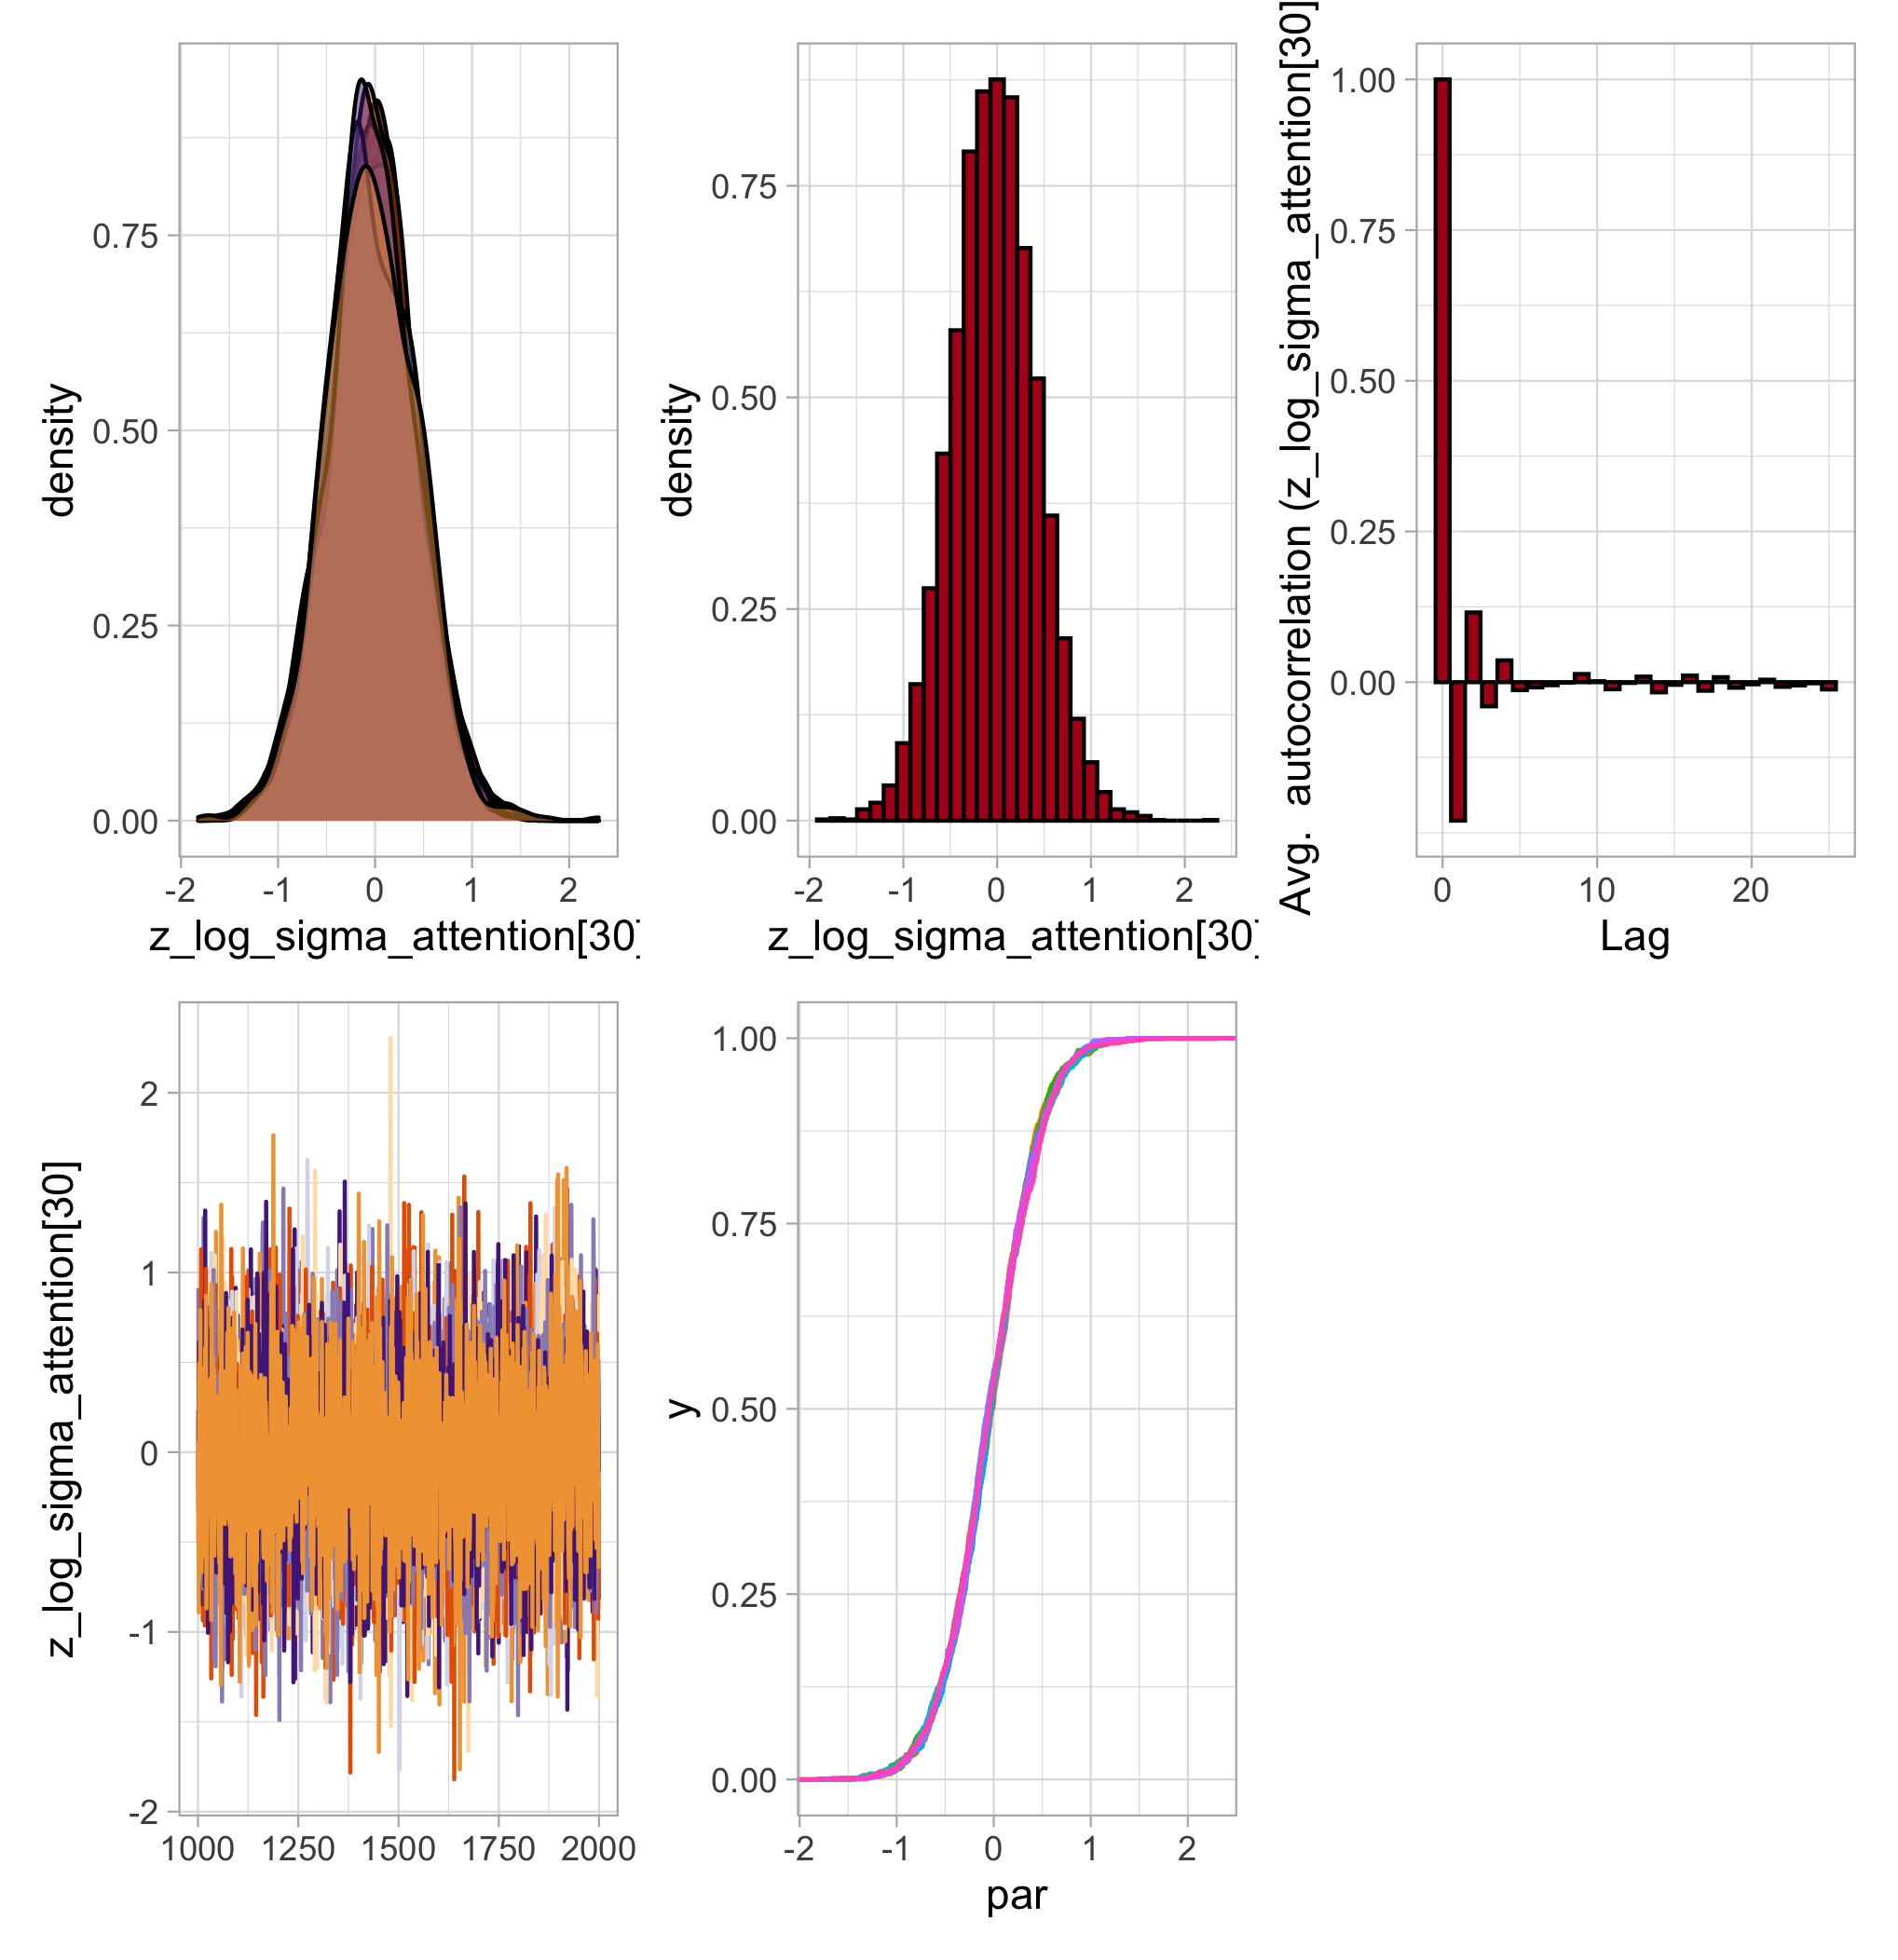 density
0.75
0.50
0.25
0.00
-2 -1 0 1 2
z_log_sigma_attention[30]
density
0.75
0.50
0.25
0.00
-2 -1 0 1 2
z_log_sigma_attention[30]
Avg. autocorrelation (z_log_sigma_attention[30]
1.00
0.75
0.50
0.25
0.00
0 10 20
Lag
z_log_sigma_attention[30]
2
1
0
-1
-2
1000 1250 1500 1750 2000
y
1.00
0.75
0.50
0.25
0.00
-2 -1 0 1 2
par